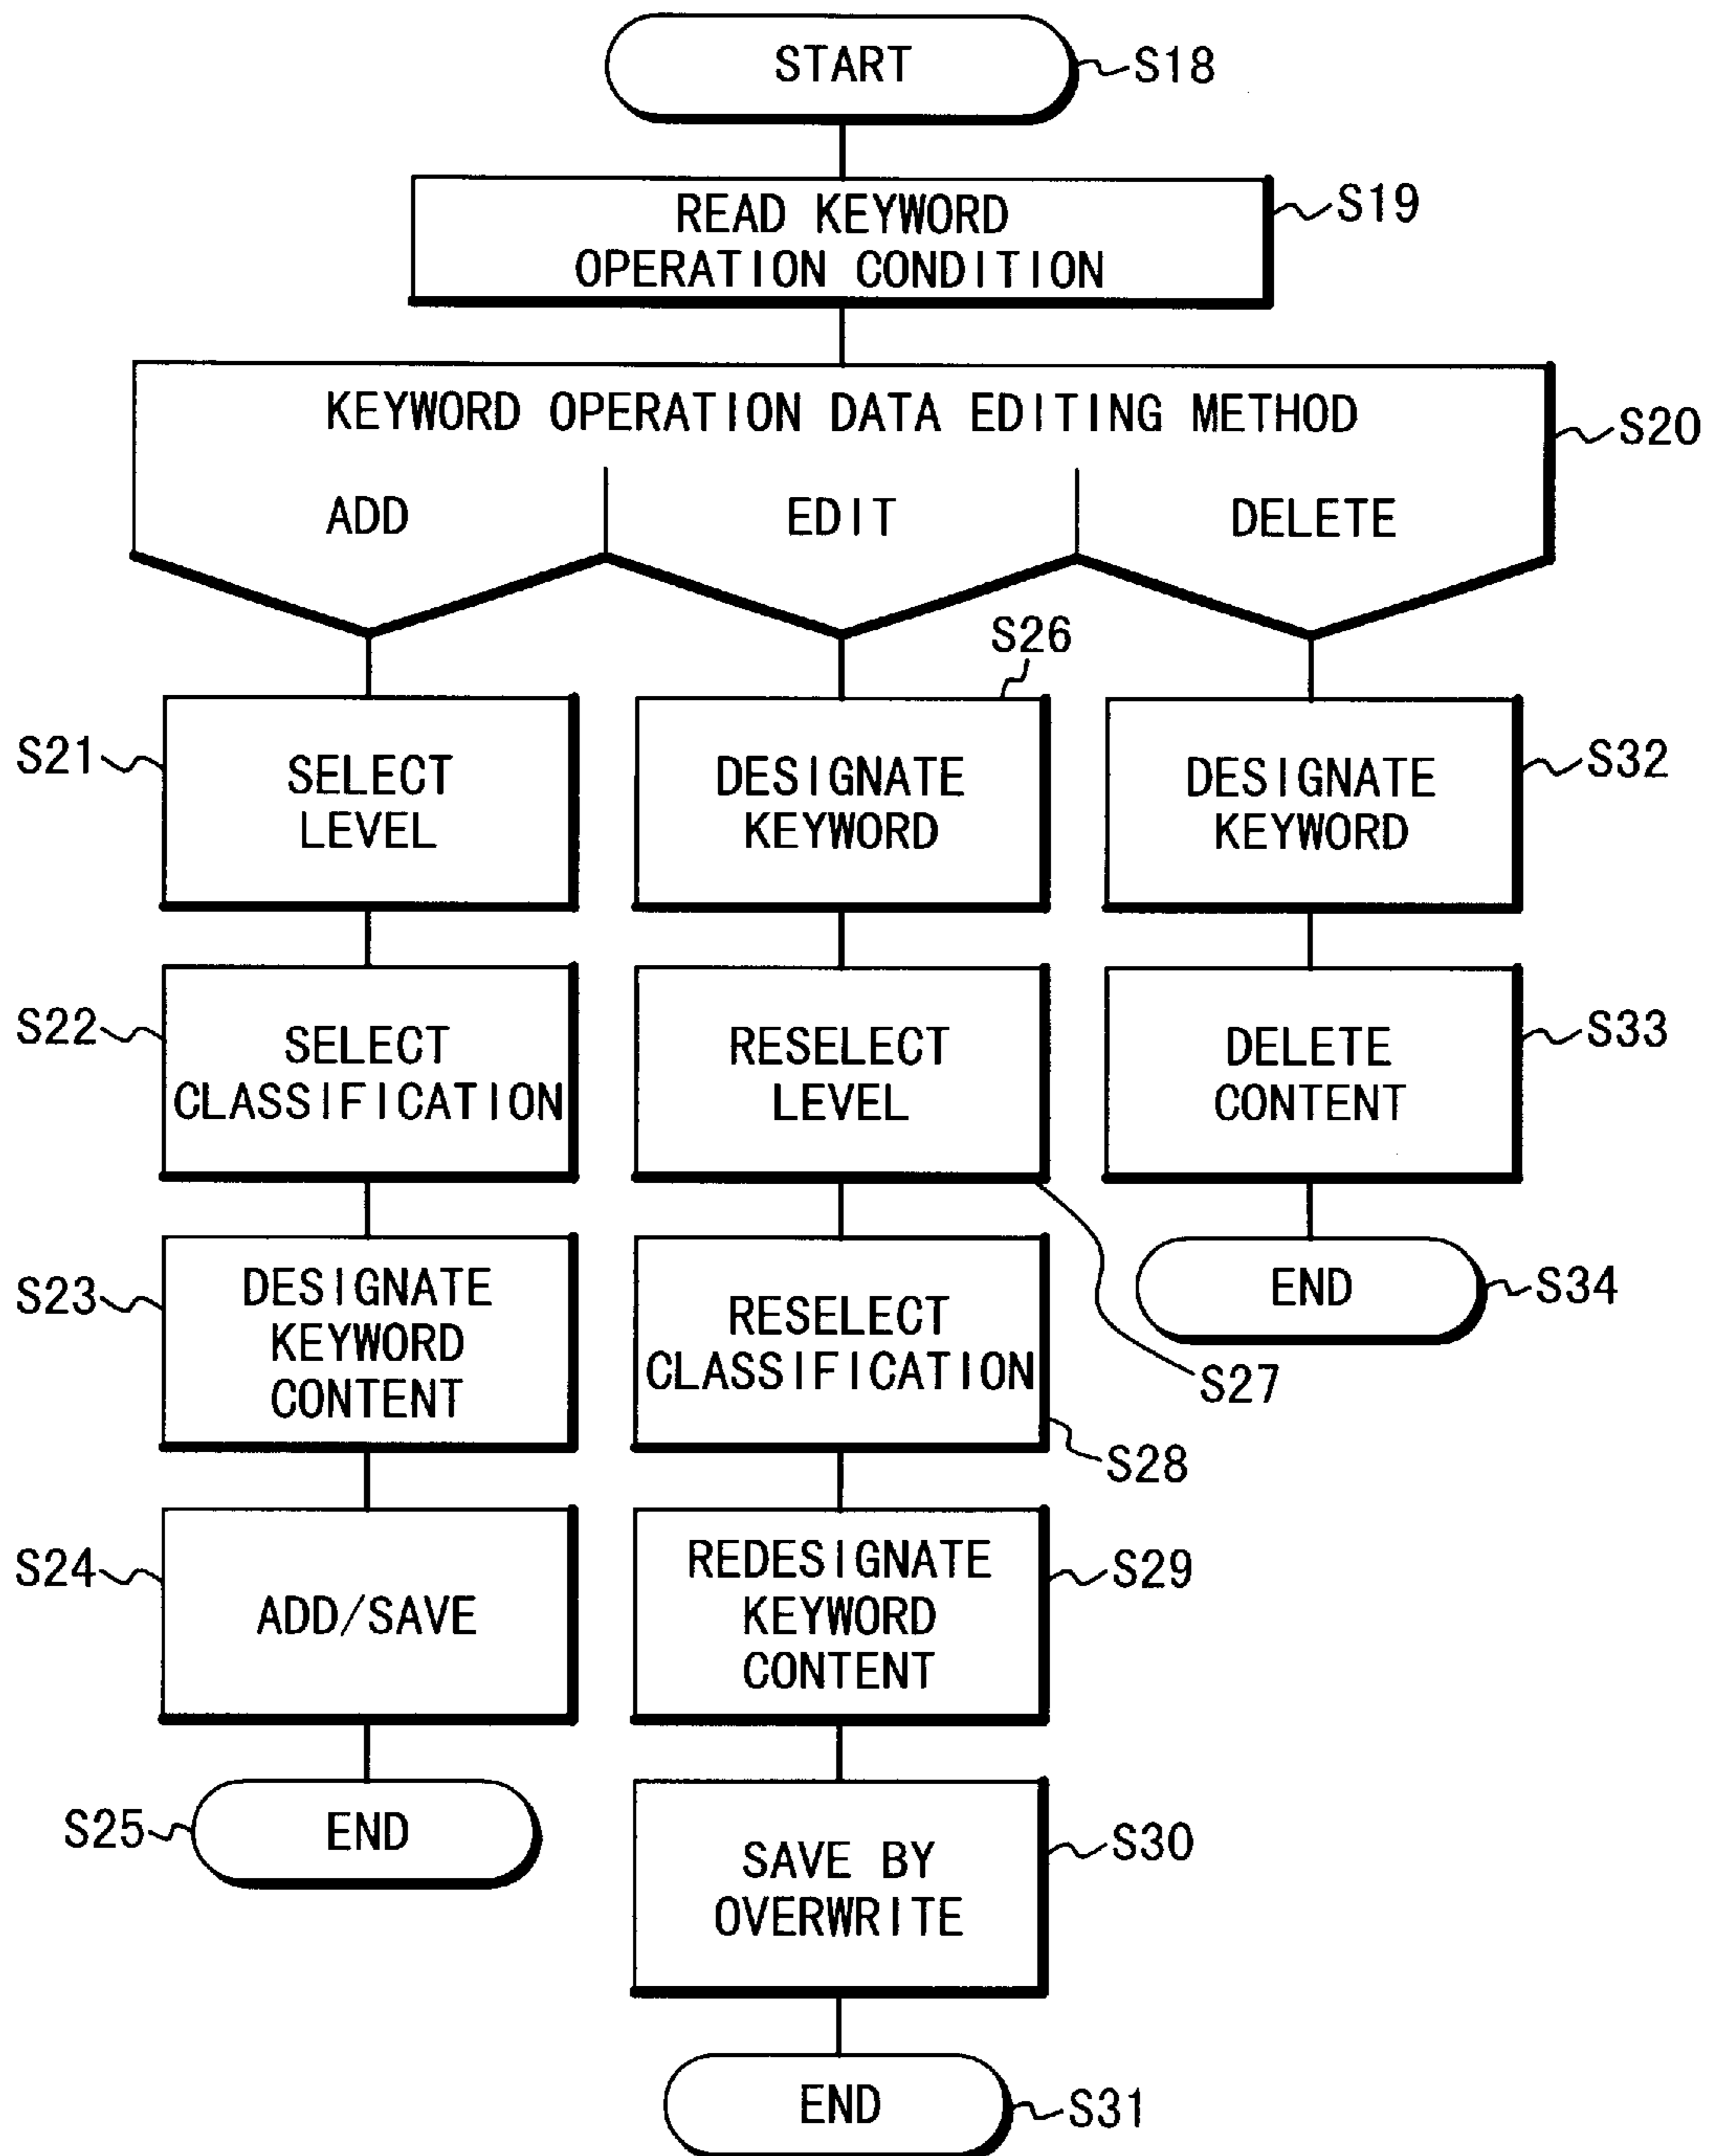 START
S18
READ KEYWORD
OPERATION CONDITION
S19
KEYWORD OPERATION DATA EDITING METHOD
S20
ADD
EDIT
DELETE
S21
SELECT
LEVEL
S26
DESIGNATE
KEYWORD
DESIGNATE
KEYWORD
S32
S22
SELECT
CLASSIFICATION
RESELECT
LEVEL
DELETE
CONTENT
S33
S23
DESIGNATE
KEYWORD
CONTENT
RESELECT
CLASSIFICATION
S27
S28
END
S34
S24
ADD/SAVE
REDESIGNATE
KEYWORD
CONTENT
S29
S25
END
SAVE BY
OVERWRITE
S30
END
S31